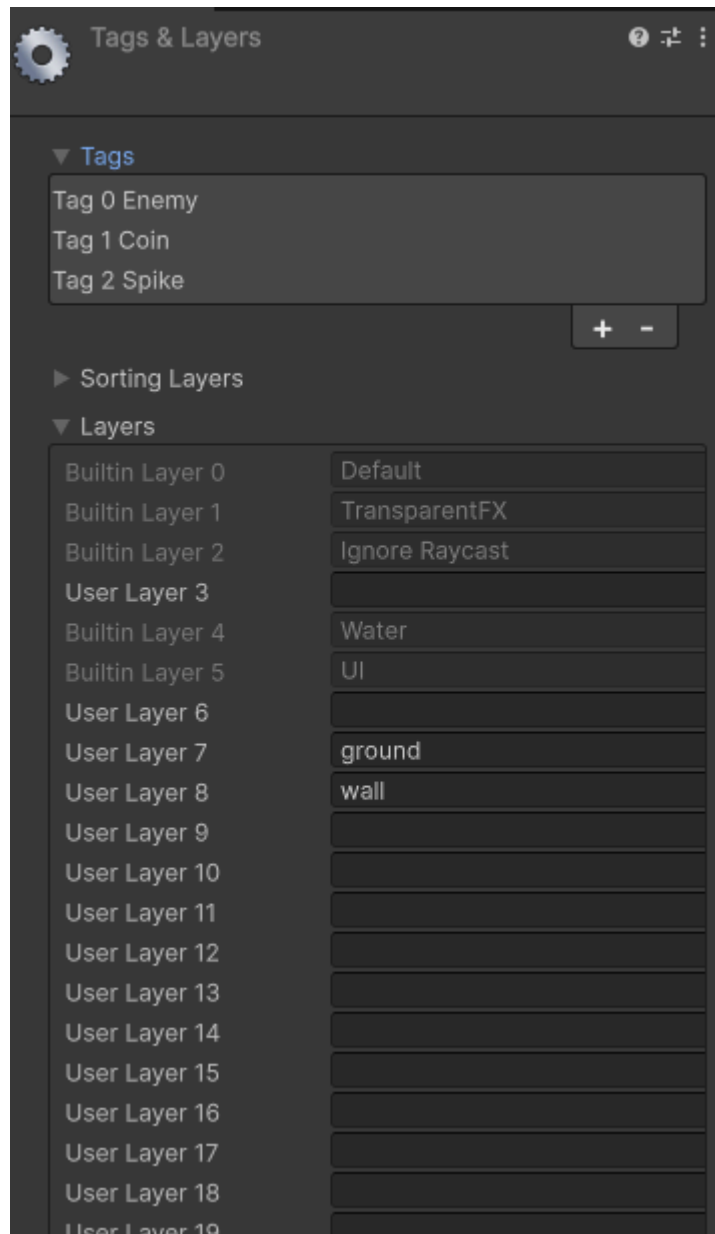 Tags & Layers
Tags
Tag 0 Enemy
Tag 1 Coin
Tag 2 Spike
+ -
Sorting Layers
Layers
Builtin Layer 0 Default
Builtin Layer 1 TransparentFX
Builtin Layer 2 Ignore Raycast
User Layer 3
Builtin Layer 4 Water
Builtin Layer 5 UI
User Layer 6
User Layer 7 ground
User Layer 8 wall
User Layer 9
User Layer 10
User Layer 11
User Layer 12
User Layer 13
User Layer 14
User Layer 15
User Layer 16
User Layer 17
User Layer 18
User Layer 19